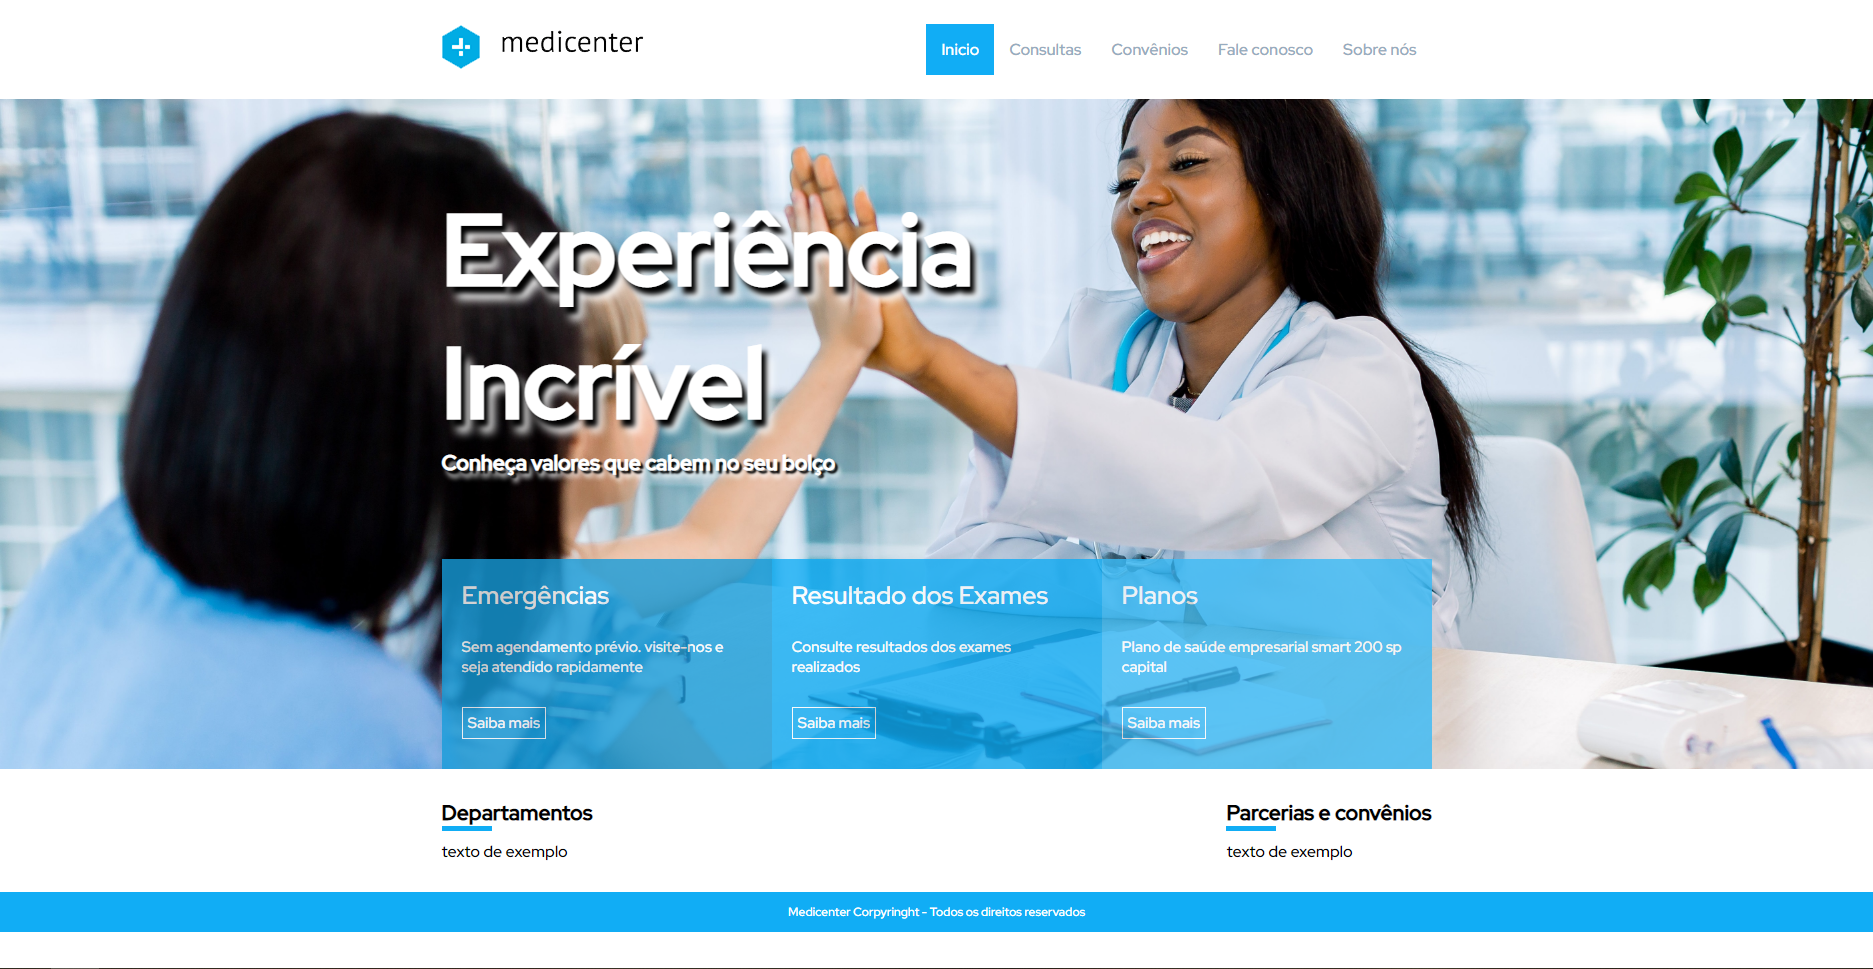 medicenter
Inicio
Consultas
Convênios
Fale conosco
Sobre nós
Experiência
Incrível
Conheça valores que cabem no seu bolço
Emergências
Sem agendamento prévio. visite-nos e
seja atendido rapidamente
Saiba mais
Resultado dos Exames
Consulte resultados dos exames
realizados
Saiba mais
Planos
Plano de saúde empresarial smart 200 sp
capital
Saiba mais
Departamentos
texto de exemplo
Parcerias e convênios
texto de exemplo
Medicenter Corpyringht - Todos os direitos reservados